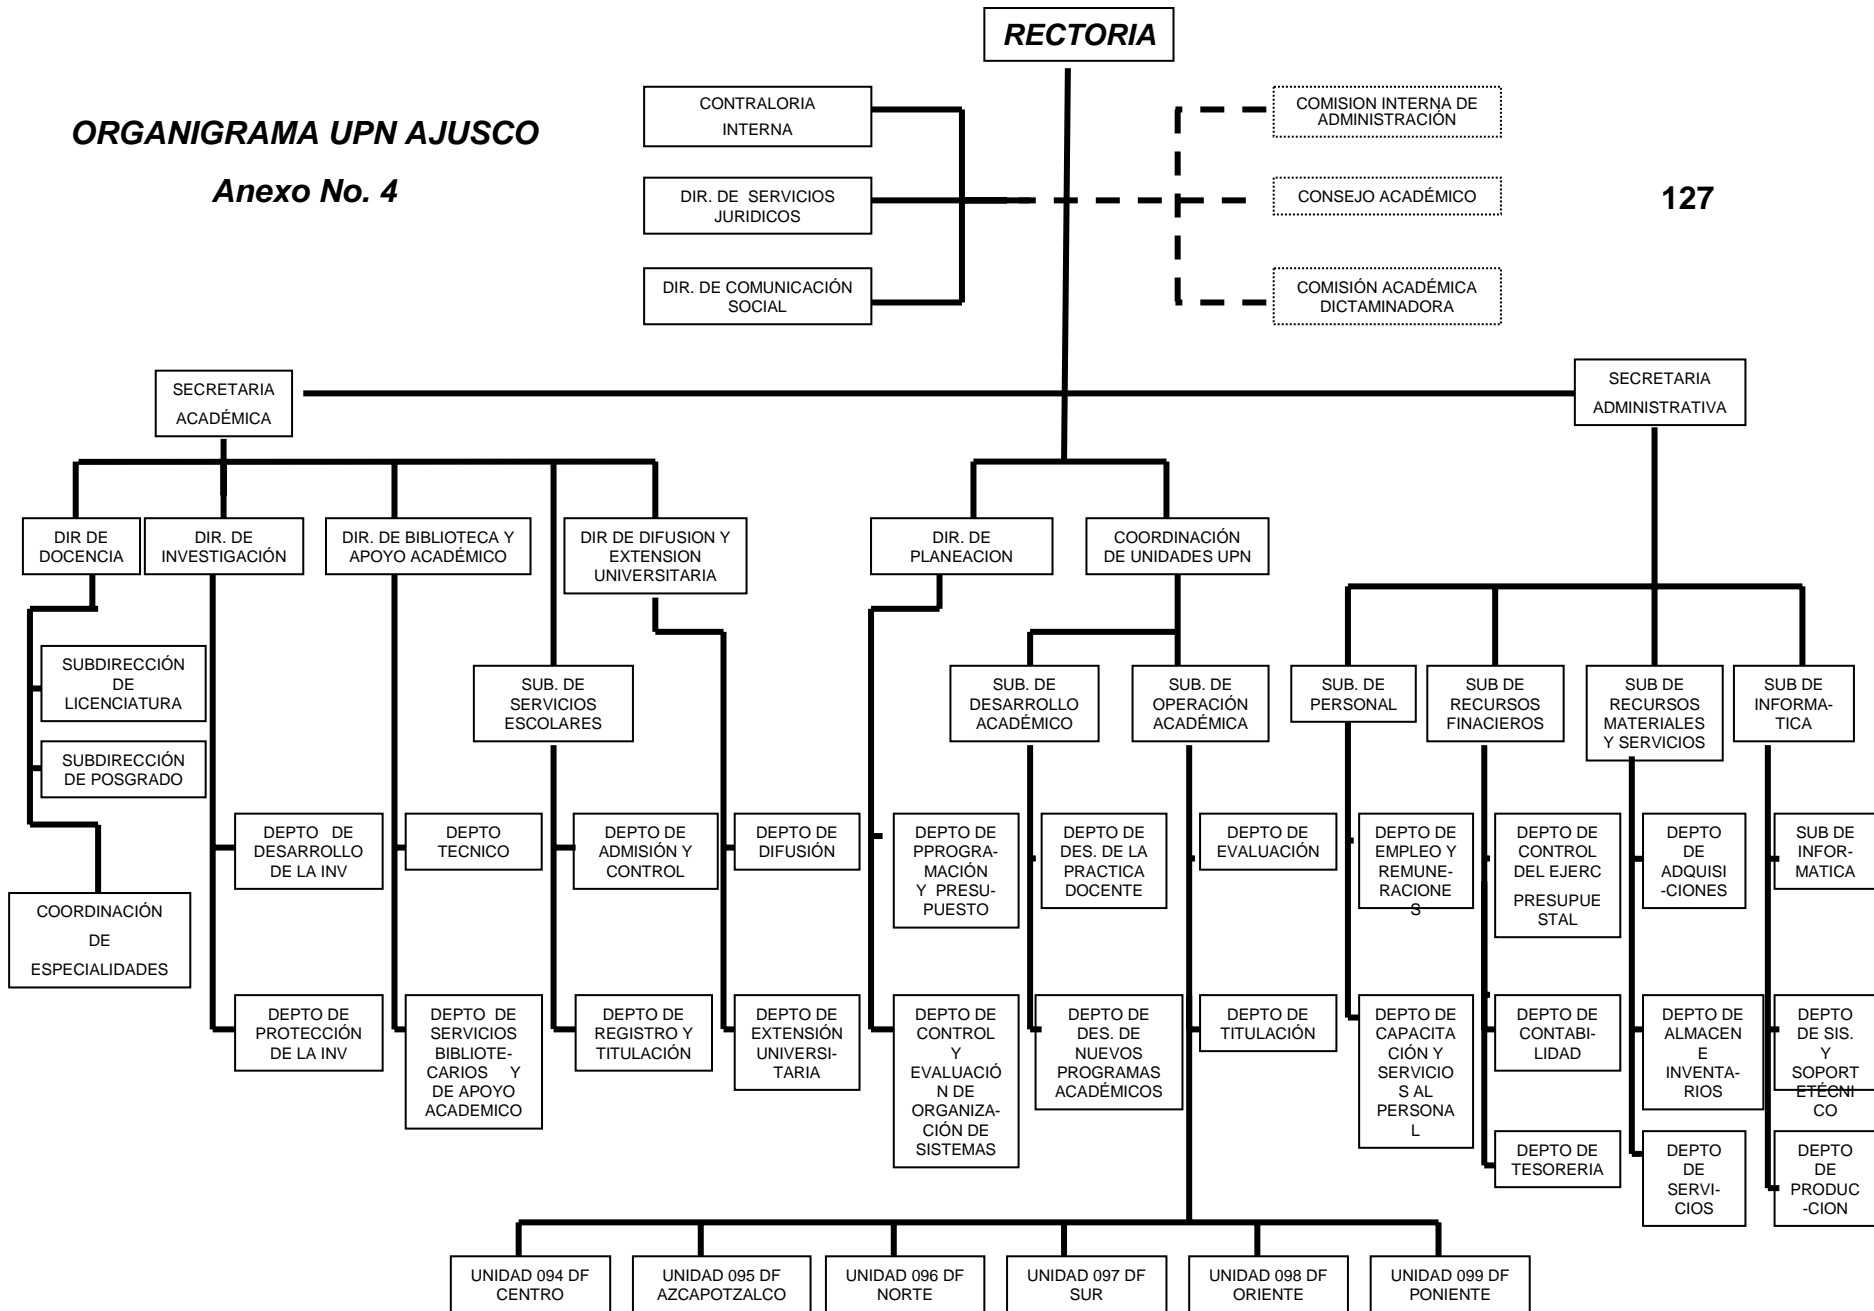 RECTORIA
ORGANIGRAMA UPN AJUSCO
Anexo No. 4
127
CONTRALORIA
INTERNA
DIR. DE SERVICIOS
JURIDICOS
DIR. DE COMUNICACIÓN
SOCIAL
COMISION INTERNA DE
ADMINISTRACIÓN
CONSEJO ACADÉMICO
COMISIÓN ACADÉMICA
DICTAMINADORA
SECRETARIA
ACADÉMICA
SECRETARIA
ADMINISTRATIVA
DIR DE
DOCENCIA
DIR. DE
INVESTIGACIÓN
DIR. DE BIBLIOTECA Y
APOYO ACADÉMICO
DIR DE DIFUSION Y
EXTENSION
UNIVERSITARIA
DIR. DE
PLANEACION
COORDINACIÓN
DE UNIDADES UPN
SUBDIRECCIÓN
DE
LICENCIATURA
SUBDIRECCIÓN
DE POSGRADO
SUB. DE
SERVICIOS
ESCOLARES
SUB. DE
DESARROLLO
ACADÉMICO
SUB. DE
OPERACIÓN
ACADÉMICA
SUB. DE
PERSONAL
SUB DE
RECURSOS
FINACIEROS
SUB DE
RECURSOS
MATERIALES
Y SERVICIOS
SUB DE
INFORMA-
TICA
COORDINACIÓN
DE
ESPECIALIDADES
DEPTO DE
DESARROLLO
DE LA INV
DEPTO
TECNICO
DEPTO DE
ADMISIÓN Y
CONTROL
DEPTO DE
DIFUSIÓN
DEPTO DE
PPROGRA-
MACIÓN
Y PRESU-
PUESTO
DEPTO DE
DES. DE LA
PRACTICA
DOCENTE
DEPTO DE
EVALUACIÓN
DEPTO DE
EMPLEO Y
REMUNE-
RACIONE
S
DEPTO DE
CONTROL
DEL EJERC
PRESUPUE
STAL
DEPTO
DE
ADQUISI
-CIONES
SUB DE
INFOR-
MATICA
DEPTO DE
PROTECCIÓN
DE LA INV
DEPTO DE
SERVICIOS
BIBLIOTE-
CARIOS Y
DE APOYO
ACADEMICO
DEPTO DE
REGISTRO Y
TITULACIÓN
DEPTO DE
EXTENSIÓN
UNIVERSI-
TARIA
DEPTO DE
CONTROL
Y
EVALUACIÓ
N DE
ORGANIZA-
CIÓN DE
SISTEMAS
DEPTO DE
DES. DE
NUEVOS
PROGRAMAS
ACADÉMICOS
DEPTO DE
TITULACIÓN
DEPTO DE
CAPACITA
CIÓN Y
SERVICIO
S AL
PERSONA
L
DEPTO DE
CONTABI-
LIDAD
DEPTO DE
ALMACEN
E
INVENTA-
RIOS
DEPTO
DE SIS.
Y
SOPORT
ETÉCNI
CO
DEPTO DE
TESORERIA
DEPTO
DE
SERVI-
CIOS
DEPTO
DE
PRODUC
-CION
UNIDAD 094 DF
CENTRO
UNIDAD 095 DF
AZCAPOTZALCO
UNIDAD 096 DF
NORTE
UNIDAD 097 DF
SUR
UNIDAD 098 DF
ORIENTE
UNIDAD 099 DF
PONIENTE